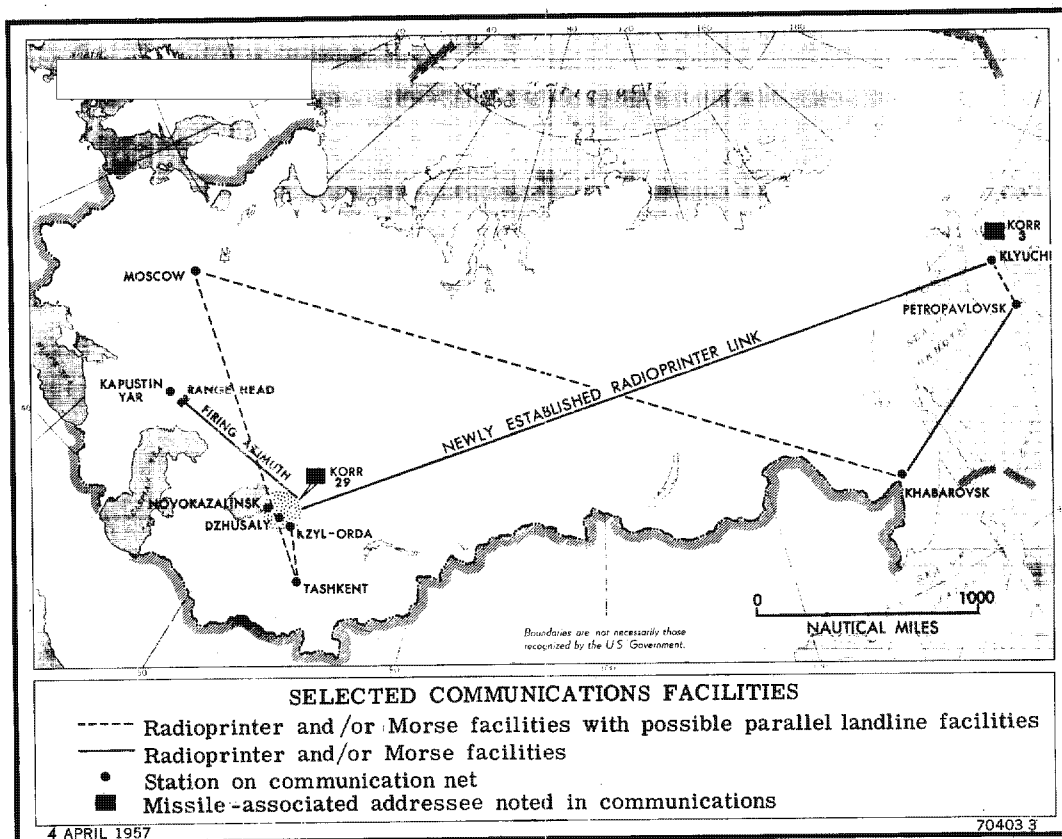 KORR
3
KLYUCHI
MOSCOW
PETROPAVLOVSK
KAPUSTIN
YAR
RANGE HEAD
FIRING AZIMUTH
NEWLY ESTABLISHED RADIOPRINTER LINK
KORR
29
NOVOKAZALINSK
DZHUSALY
KZYL-ORDA
KHABAROVSK
TASHKENT
0 1000
NAUTICAL MILES
Boundaries are not necessarily those
recognized by the U S Government.
SELECTED COMMUNICATIONS FACILITIES
Radioprinter and/or Morse facilities with possible parallel landline facilities
Radioprinter and/or Morse facilities
Station on communication net
Missile-associated addressee noted in communications
4 APRIL 1957 70403 3